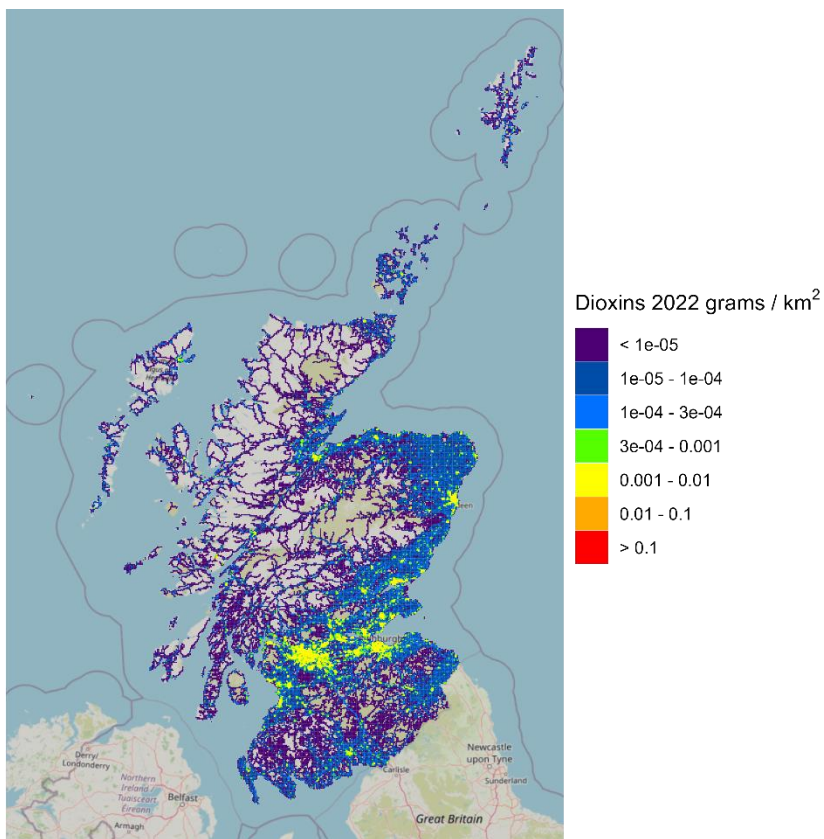 Dioxins 2022 grams / km²
< 1e-05
1e-05 - 1e-04
1e-04 - 3e-04
3e-04 - 0.001
0.001 - 0.01
0.01 - 0.1
> 0.1
Derry/
Londonderry
Northern
Ireland
Tuaisceart
Éireann
Belfast
Armagh
Carlisle
Newcastle
upon Tyne
Sunderland
Great Britain